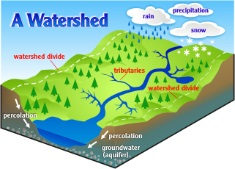 A Watershed
precipitation
rain
snow
watershed divide
tributaries
watershed divide
percolation
percolation
groundwater
(aquifer)